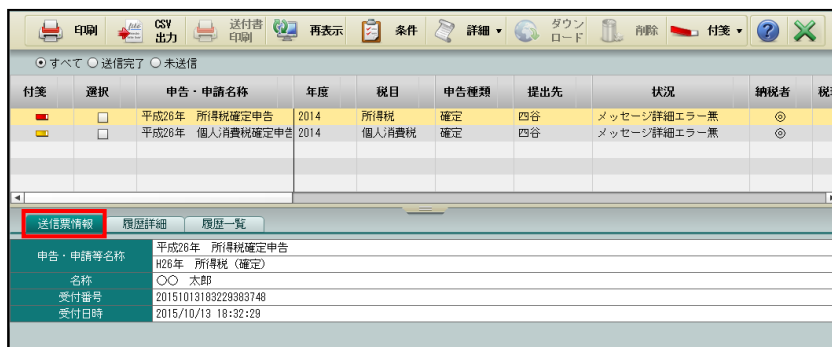 印刷 CSV出力 送付書印刷 再表示 条件 詳細 ダウンロード 削除 付箋
すべて 送信完了 未送信
付箋 選択 申告・申請名称 年度 税目 申告種類 提出先 状況 納税者
平成26年 所得税確定申告 2014 所得税 確定 四谷 メッセージ詳細エラー無 ◎
平成26年 個人消費税確定申告 2014 個人消費税 確定 四谷 メッセージ詳細エラー無 ◎
送信票情報 履歴詳細 履歴一覧
申告・申請等名称 平成26年 所得税確定申告
H26年 所得税（確定）
名称 〇〇 太郎
受付番号 20151013183229383748
受付日時 2015/10/13 18:32:29